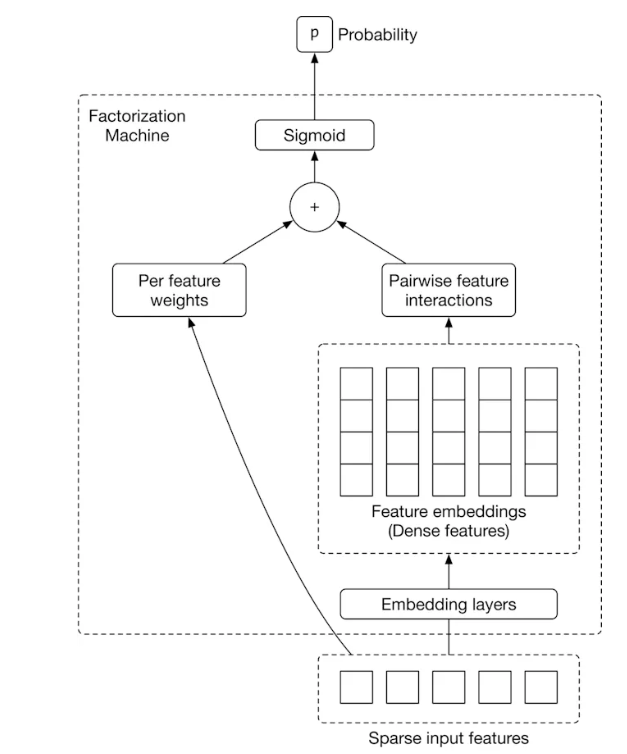 p
Probability
Factorization
Machine
Sigmoid
+
Per feature
weights
Pairwise feature
interactions
Feature embeddings
(Dense features)
Embedding layers
Sparse input features